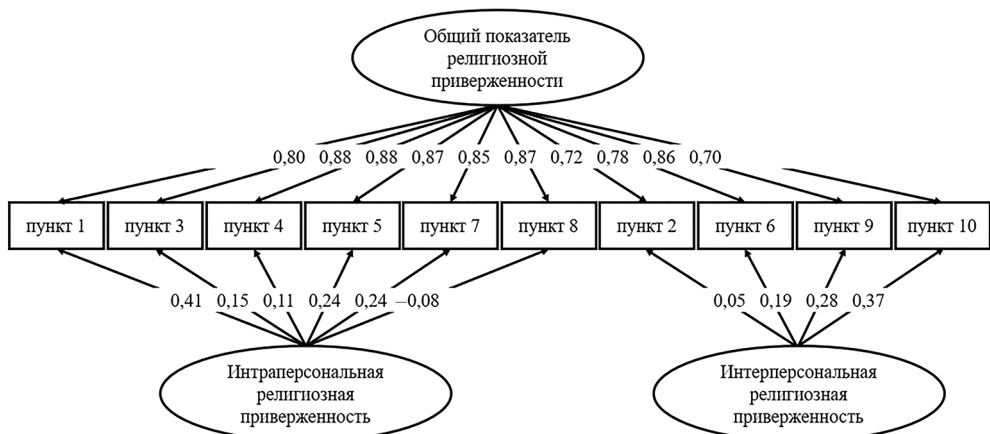 Общий показатель
религиозной
приверженности
0,80 0,88 0,88 0,87 0,85 0,87 0,72 0,78 0,86 0,70
пункт 1 пункт 3 пункт 4 пункт 5 пункт 7 пункт 8 пункт 2 пункт 6 пункт 9 пункт 10
0,41 0,15 0,11 0,24 0,24 –0,08 0,05 0,19 0,28 0,37
Интраперсональная
религиозная
приверженность
Интерперсональная
религиозная
приверженность